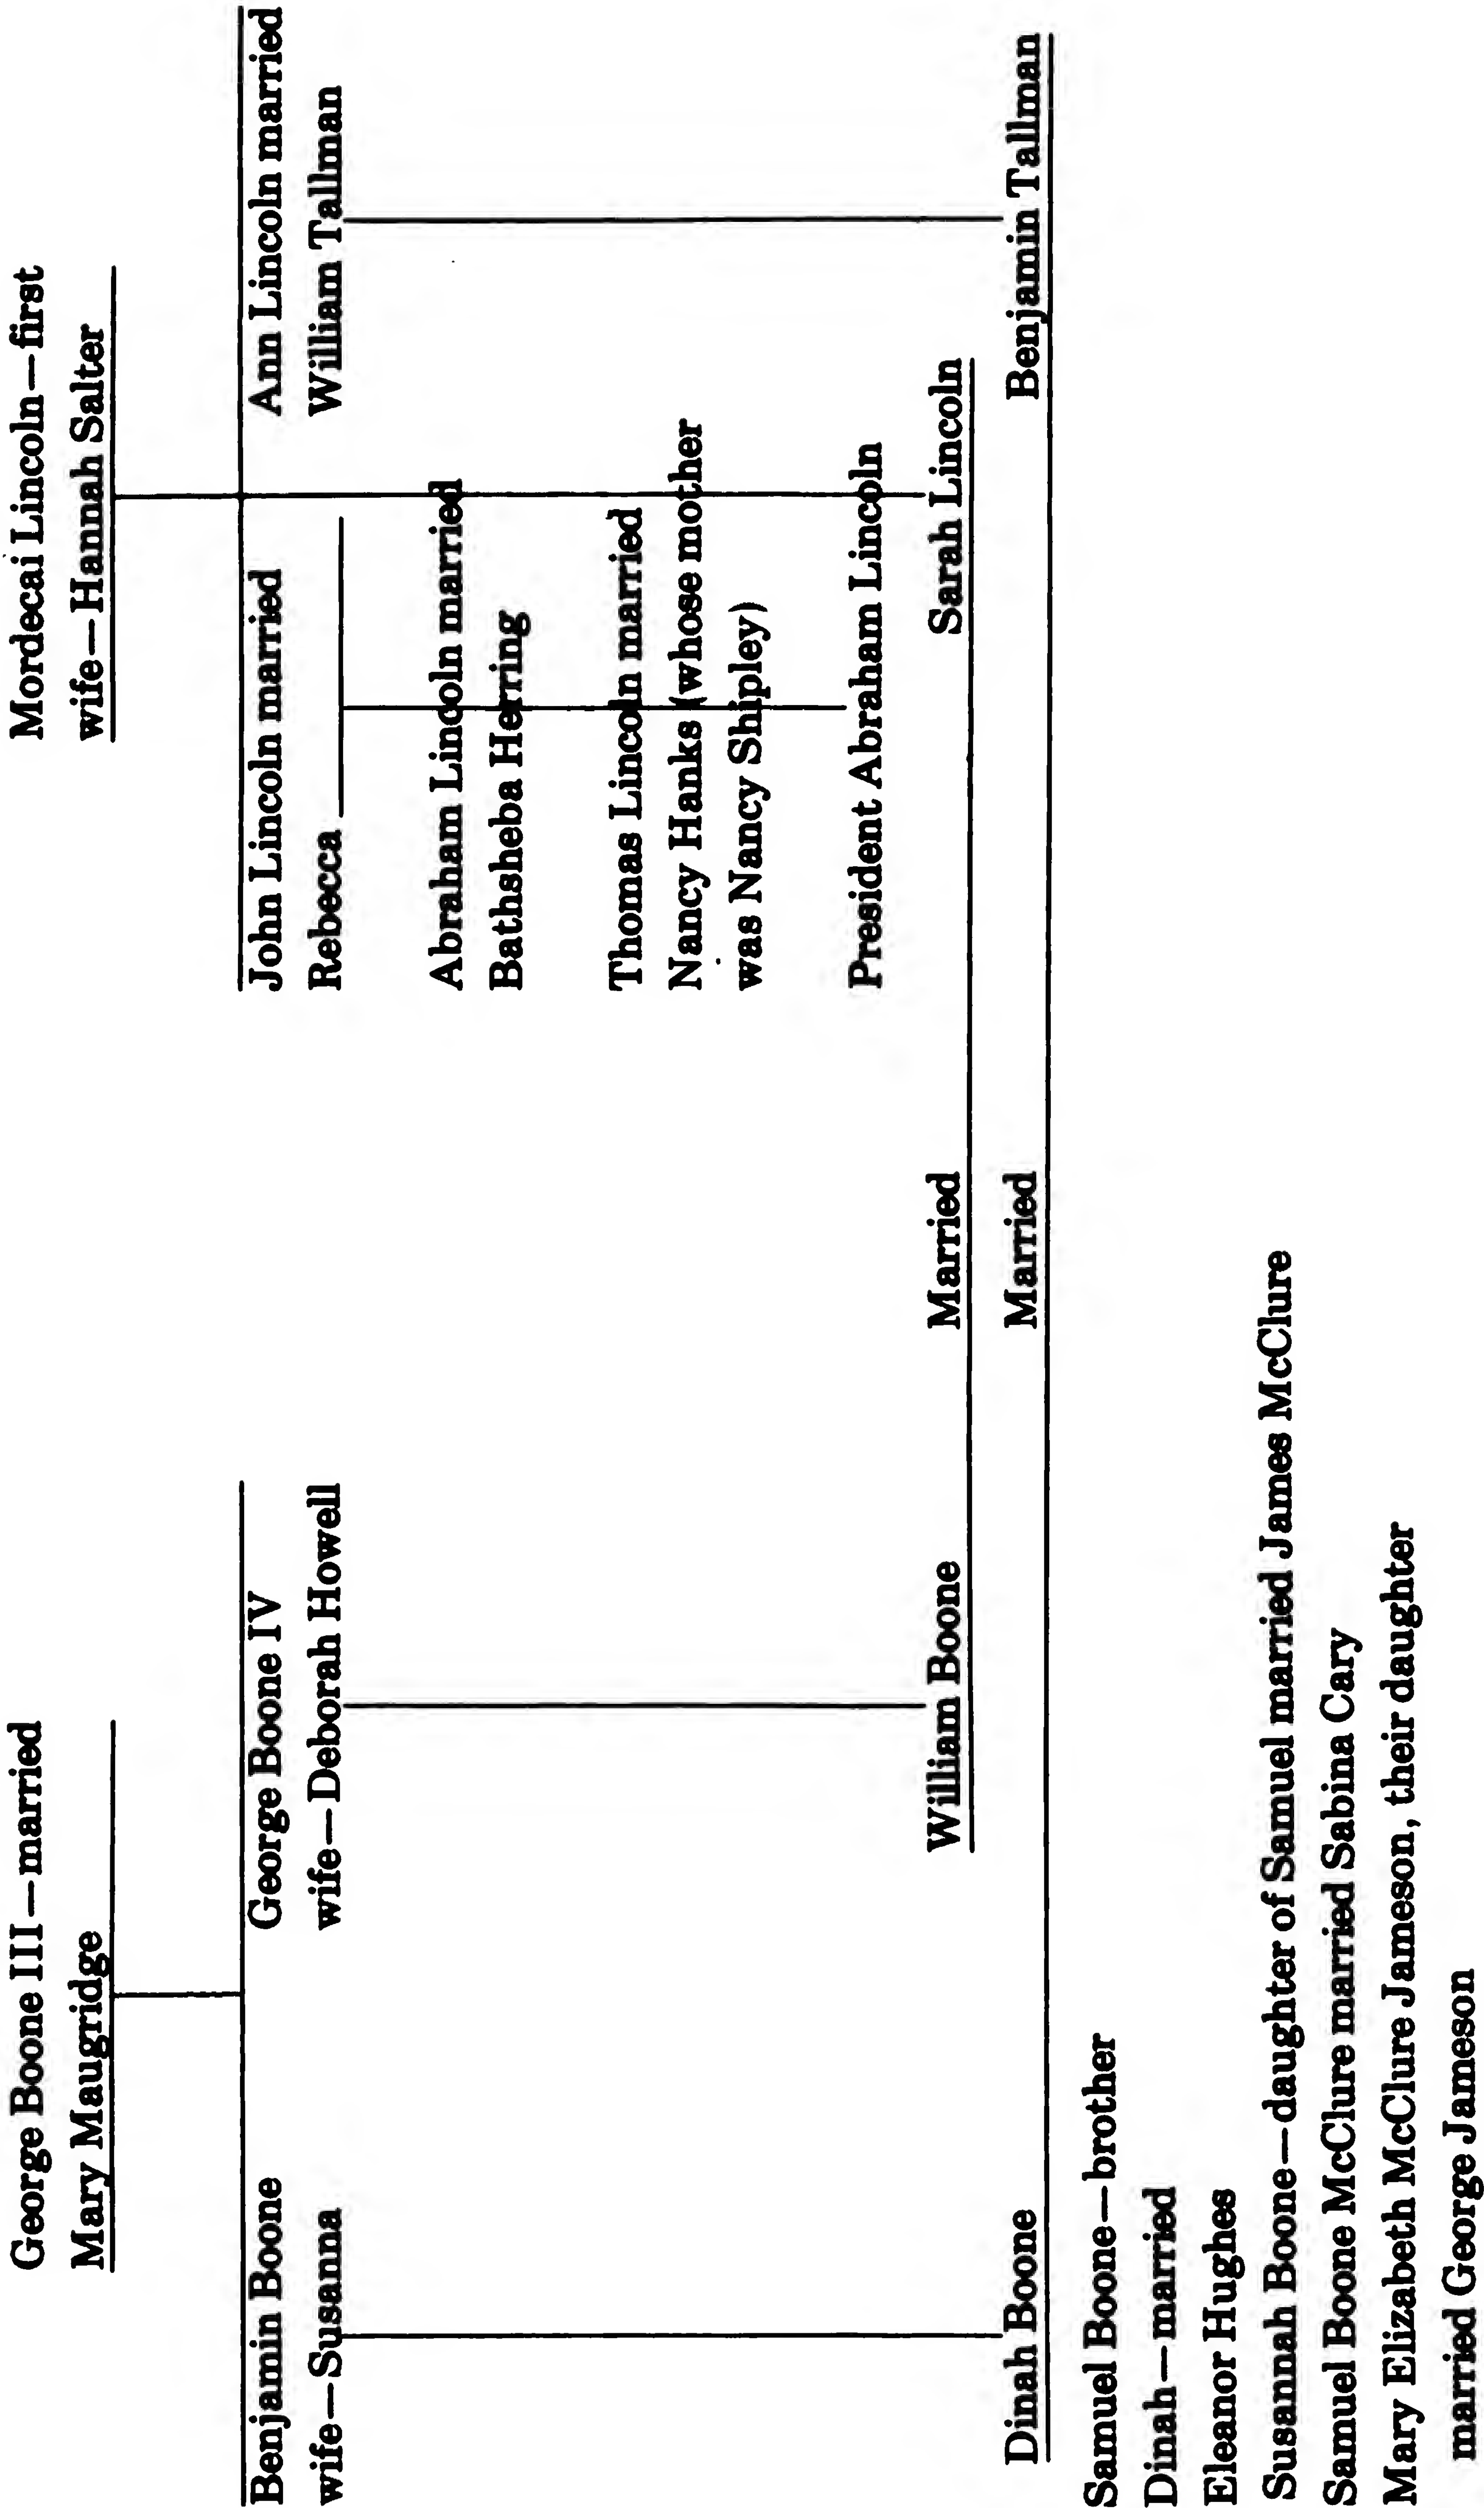 George Boone III—married
Mary Maugridge
Mordecai Lincoln—first
wife—Hannah Salter
Benjamin Boone
wife—Susanna
George Boone IV
wife—Deborah Howell
John Lincoln married
Rebecca
Ann Lincoln married
William Tallman
Abraham Lincoln married
Bathsheba Herring
Thomas Lincoln married
Nancy Hanks (whose mother
was Nancy Shipley)
President Abraham Lincoln
William Boone
Married
Sarah Lincoln
Dinah Boone
Married
Benjamin Tallman
Samuel Boone—brother
Dinah—married
Eleanor Hughes
Susannah Boone—daughter of Samuel married James McClure
Samuel Boone McClure married Sabina Cary
Mary Elizabeth McClure Jameson, their daughter
married George Jameson